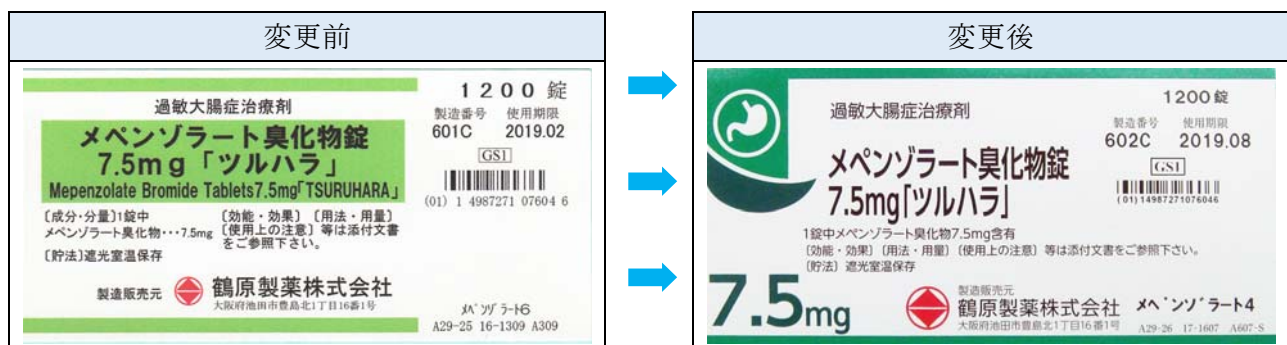 変更前
1200 錠
過敏大腸症治療剤
製造番号 使用期限
601C 2019.02
メペンゾラート臭化物錠
7.5mg「ツルハラ」
Mepenzolate Bromide Tablets7.5mg「TSURUHARA」
GS1
(01) 1 4987271 07604 6
〔成分・分量〕1錠中
メペンゾラート臭化物・・・7.5mg
〔効能・効果〕〔用法・用量〕
〔使用上の注意〕等は添付文書
をご参照下さい。
〔貯法〕遮光室温保存
製造販売元
鶴原製薬株式会社
大阪府池田市豊島北1丁目16番1号
メペンゾラート6
A29-25 16-1309 A309
変更後
1200錠
過敏大腸症治療剤
製造番号 使用期限
602C 2019.08
メペンゾラート臭化物錠
7.5mg「ツルハラ」
GS1
(01)14987271076046
1錠中メペンゾラート臭化物7.5mg含有
〔効能・効果〕〔用法・用量〕〔使用上の注意〕等は添付文書をご参照下さい。
〔貯法〕遮光室温保存
7.5mg
製造販売元
鶴原製薬株式会社
大阪府池田市豊島北1丁目16番1号
メペンゾラート4
A29-26 17-1607 A607-S